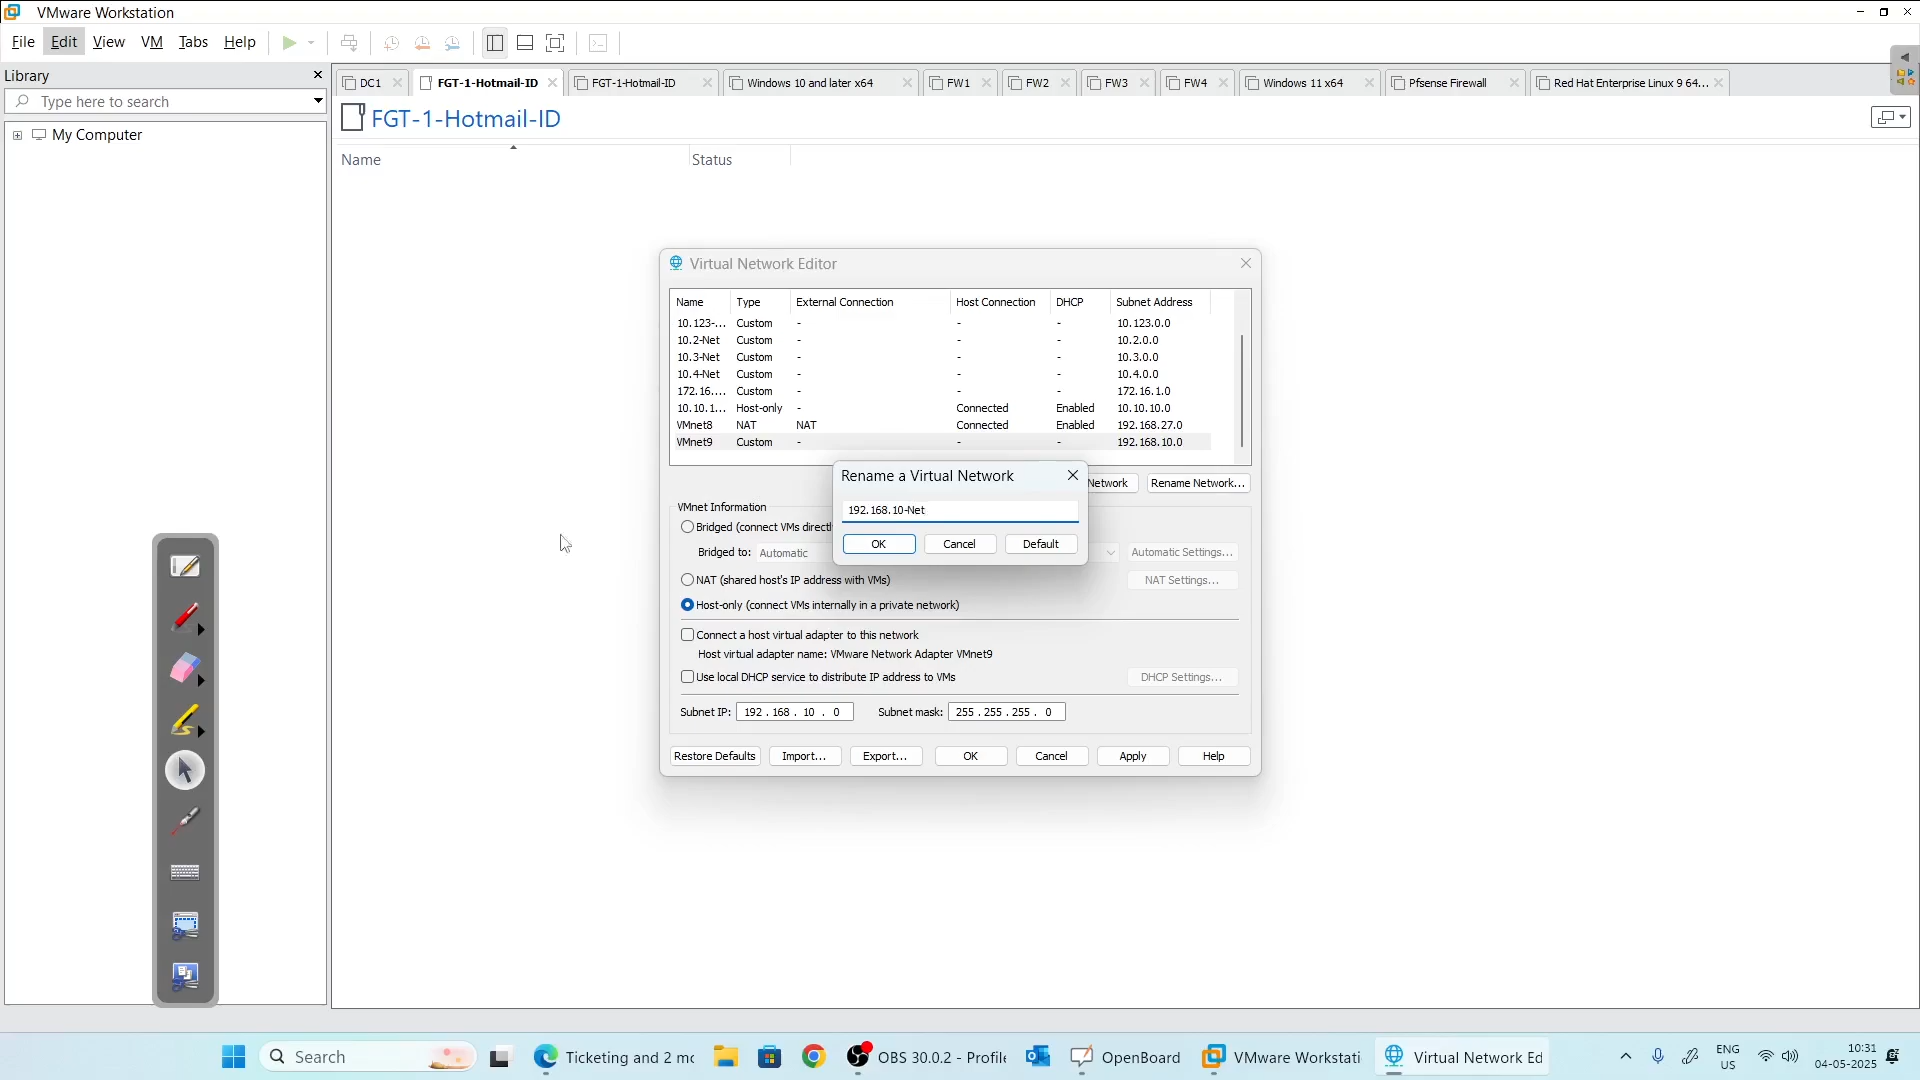 VMware Workstation
File Edit View VM Tabs Help
Library
Type here to search
My Computer
DC1
FGT-1-Hotmail-ID
FGT-1-Hotmail-ID
Windows 10 and later x64
FW1
FW2
FW3
FW4
Windows 11 x64
Pfsense Firewall
Red Hat Enterprise Linux 9 64...
FGT-1-Hotmail-ID
Name Status
Virtual Network Editor
Name Type External Connection Host Connection DHCP Subnet Address
10.123-... Custom - - - 10.123.0.0
10.2-Net Custom - - - 10.2.0.0
10.3-Net Custom - - - 10.3.0.0
10.4-Net Custom - - - 10.4.0.0
172.16.... Custom - - - 172.16.1.0
10.10.1... Host-only - Connected Enabled 10.10.10.0
VMnet8 NAT NAT Connected Enabled 192.168.27.0
VMnet9 Custom - - - 192.168.10.0
Network Rename Network...
Rename a Virtual Network
192.168.10-Net
OK Cancel Default
VMnet Information
Bridged (connect VMs directl
Bridged to: Automatic Automatic Settings...
NAT (shared host's IP address with VMs) NAT Settings...
Host-only (connect VMs internally in a private network)
Connect a host virtual adapter to this network
Host virtual adapter name: VMware Network Adapter VMnet9
Use local DHCP service to distribute IP address to VMs DHCP Settings...
Subnet IP: 192 . 168 . 10 . 0 Subnet mask: 255 . 255 . 255 . 0
Restore Defaults Import... Export... OK Cancel Apply Help
Search
Ticketing and 2 mo
OBS 30.0.2 - Profile
OpenBoard
VMware Workstati
Virtual Network Ed
ENG
US
10:31
04-05-2025